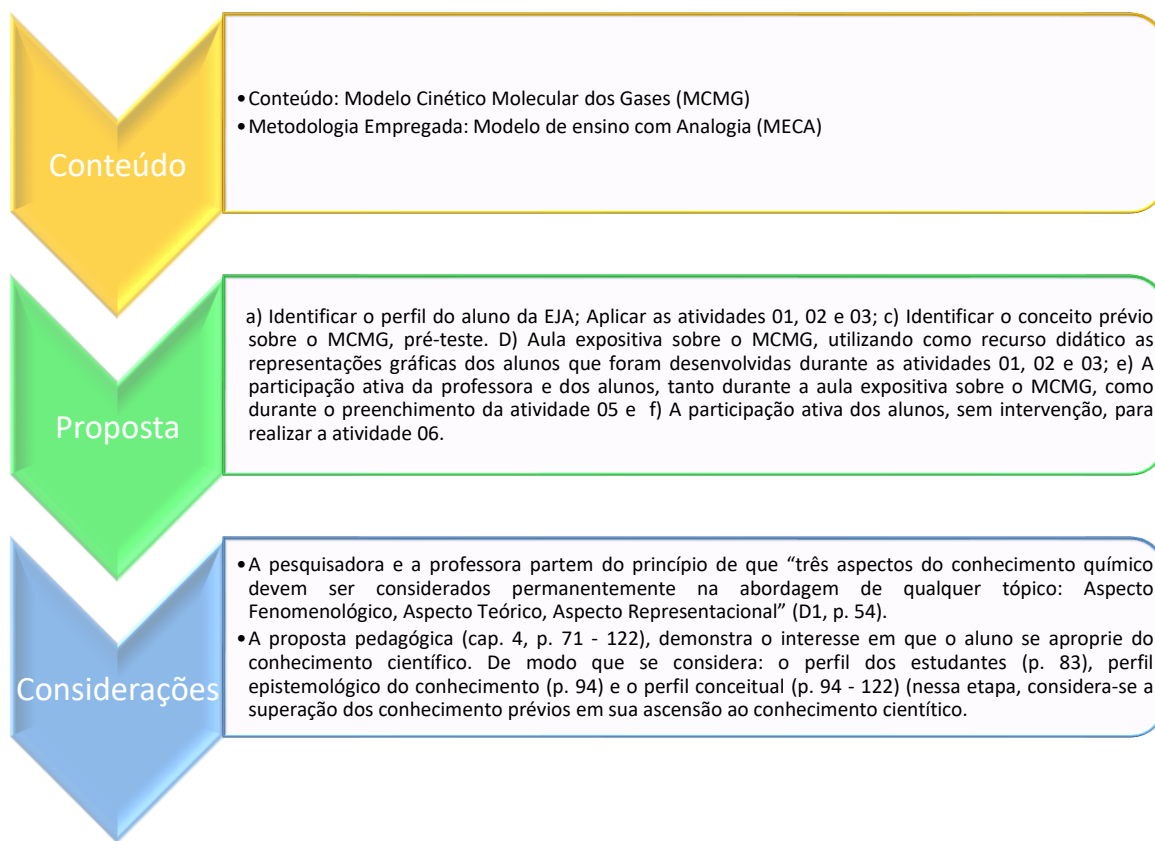 Conteúdo
•Conteúdo: Modelo Cinético Molecular dos Gases (MCMG)
•Metodologia Empregada: Modelo de ensino com Analogia (MECA)
Proposta
a) Identificar o perfil do aluno da EJA; Aplicar as atividades 01, 02 e 03; c) Identificar o conceito prévio
sobre o MCMG, pré-teste. D) Aula expositiva sobre o MCMG, utilizando como recurso didático as
representações gráficas dos alunos que foram desenvolvidas durante as atividades 01, 02 e 03; e) A
participação ativa da professora e dos alunos, tanto durante a aula expositiva sobre o MCMG, como
durante o preenchimento da atividade 05 e f) A participação ativa dos alunos, sem intervenção, para
realizar a atividade 06.
Considerações
•A pesquisadora e a professora partem do princípio de que “três aspectos do conhecimento químico
devem ser considerados permanentemente na abordagem de qualquer tópico: Aspecto
Fenomenológico, Aspecto Teórico, Aspecto Representacional” (D1, p. 54).
•A proposta pedagógica (cap. 4, p. 71 - 122), demonstra o interesse em que o aluno se aproprie do
conhecimento científico. De modo que se considera: o perfil dos estudantes (p. 83), perfil
epistemológico do conhecimento (p. 94) e o perfil conceitual (p. 94 - 122) (nessa etapa, considera-se a
superação dos conhecimento prévios em sua ascensão ao conhecimento científico.